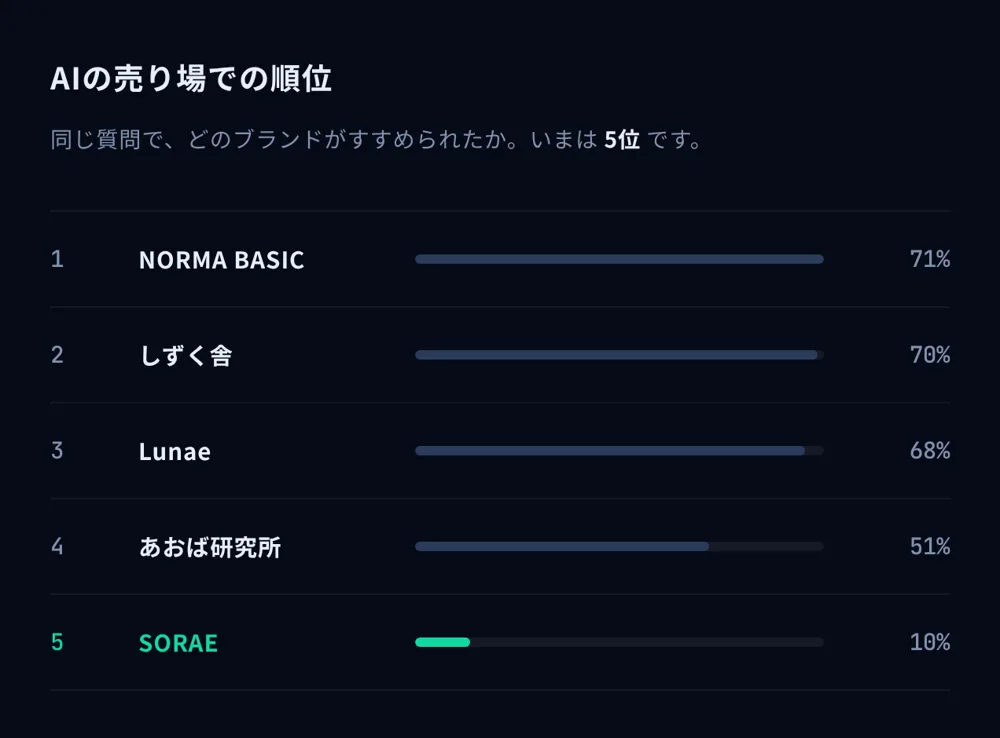 AIの売り場での順位
同じ質問で、どのブランドがすすめられたか。いまは 5位 です。
1 NORMA BASIC 71%
2 しずく舎 70%
3 Lunae 68%
4 あおば研究所 51%
5 SORAE 10%